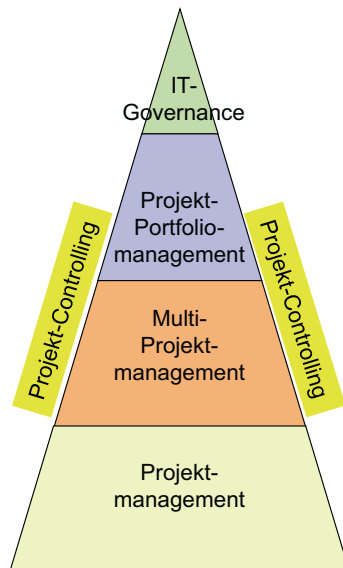 IT-
Governance
Projekt-
Portfolio-
management
Projekt-Controlling
Projekt-Controlling
Multi-
Projekt-
management
Projekt-
management